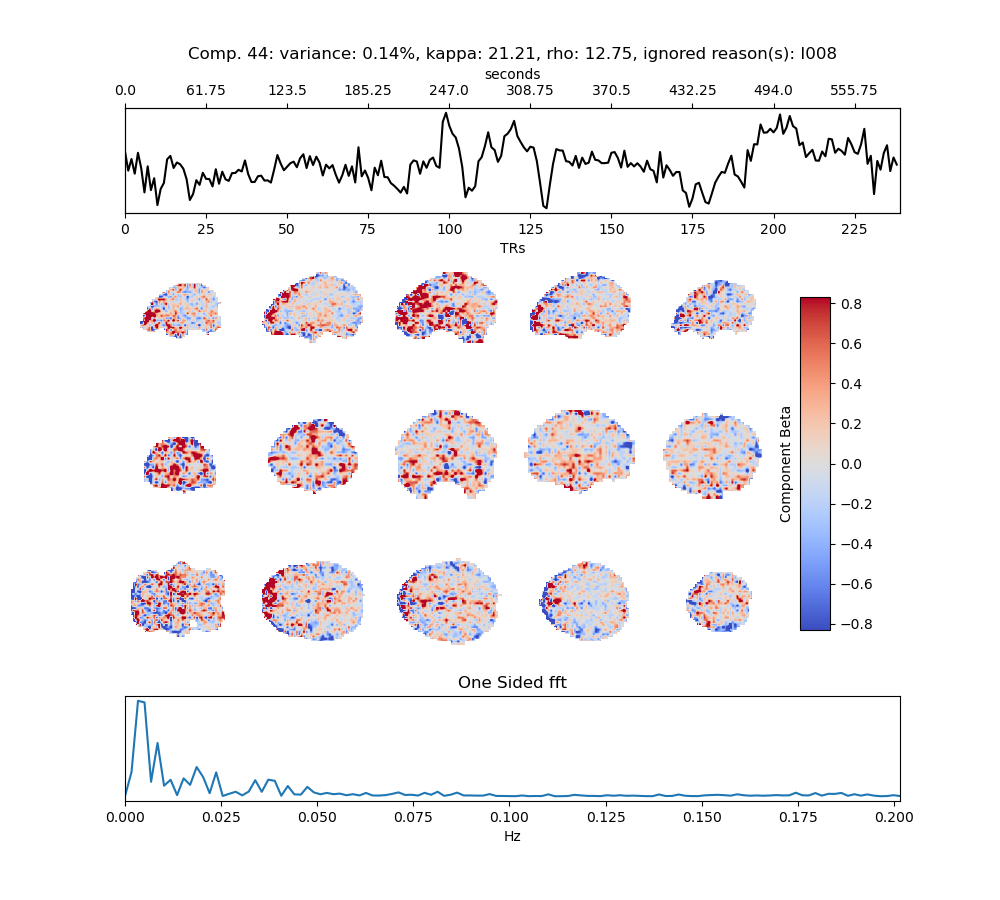 Comp. 44: variance: 0.14%, kappa: 21.21, rho: 12.75, ignored reason(s): I008
seconds
0.0 61.75 123.5 185.25 247.0 308.75 370.5 432.25 494.0 555.75
0 25 50 75 100 125 150 175 200 225
TRs
0.8
0.6
0.4
0.2
0.0
−0.2
−0.4
−0.6
−0.8
Component Beta
One Sided fft
0.000 0.025 0.050 0.075 0.100 0.125 0.150 0.175 0.200
Hz